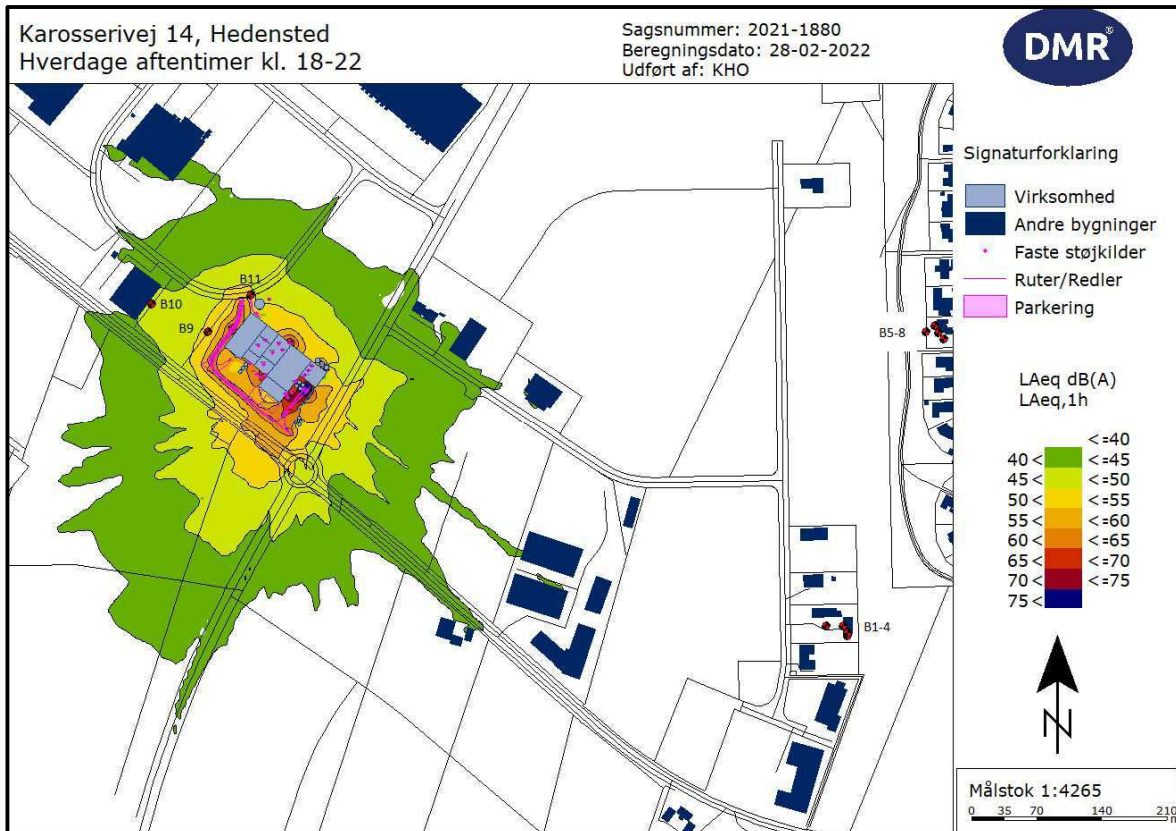 Karosserivej 14, Hedensted
Hverdage aftentimer kl. 18-22
Sagsnummer: 2021-1880
Beregningsdato: 28-02-2022
Udført af: KHO
DMR®
B11
B10
B9
B5-8
B1-4
Signaturforklaring
Virksomhed
Andre bygninger
Faste støjkilder
Ruter/Redler
Parkering
LAeq dB(A)
LAeq,1h
<=40
40 < <=45
45 < <=50
50 < <=55
55 < <=60
60 < <=65
65 < <=70
70 < <=75
75 <
N
Målstok 1:4265
0 35 70 140 210